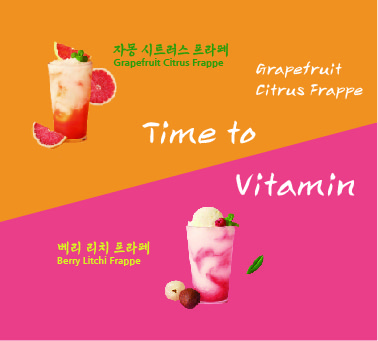 자몽 시트러스 프라페
Grapefruit Citrus Frappe
Grapefruit
Citrus Frappe
Time to
Vitamin
베리 리치 프라페
Berry Litchi Frappe